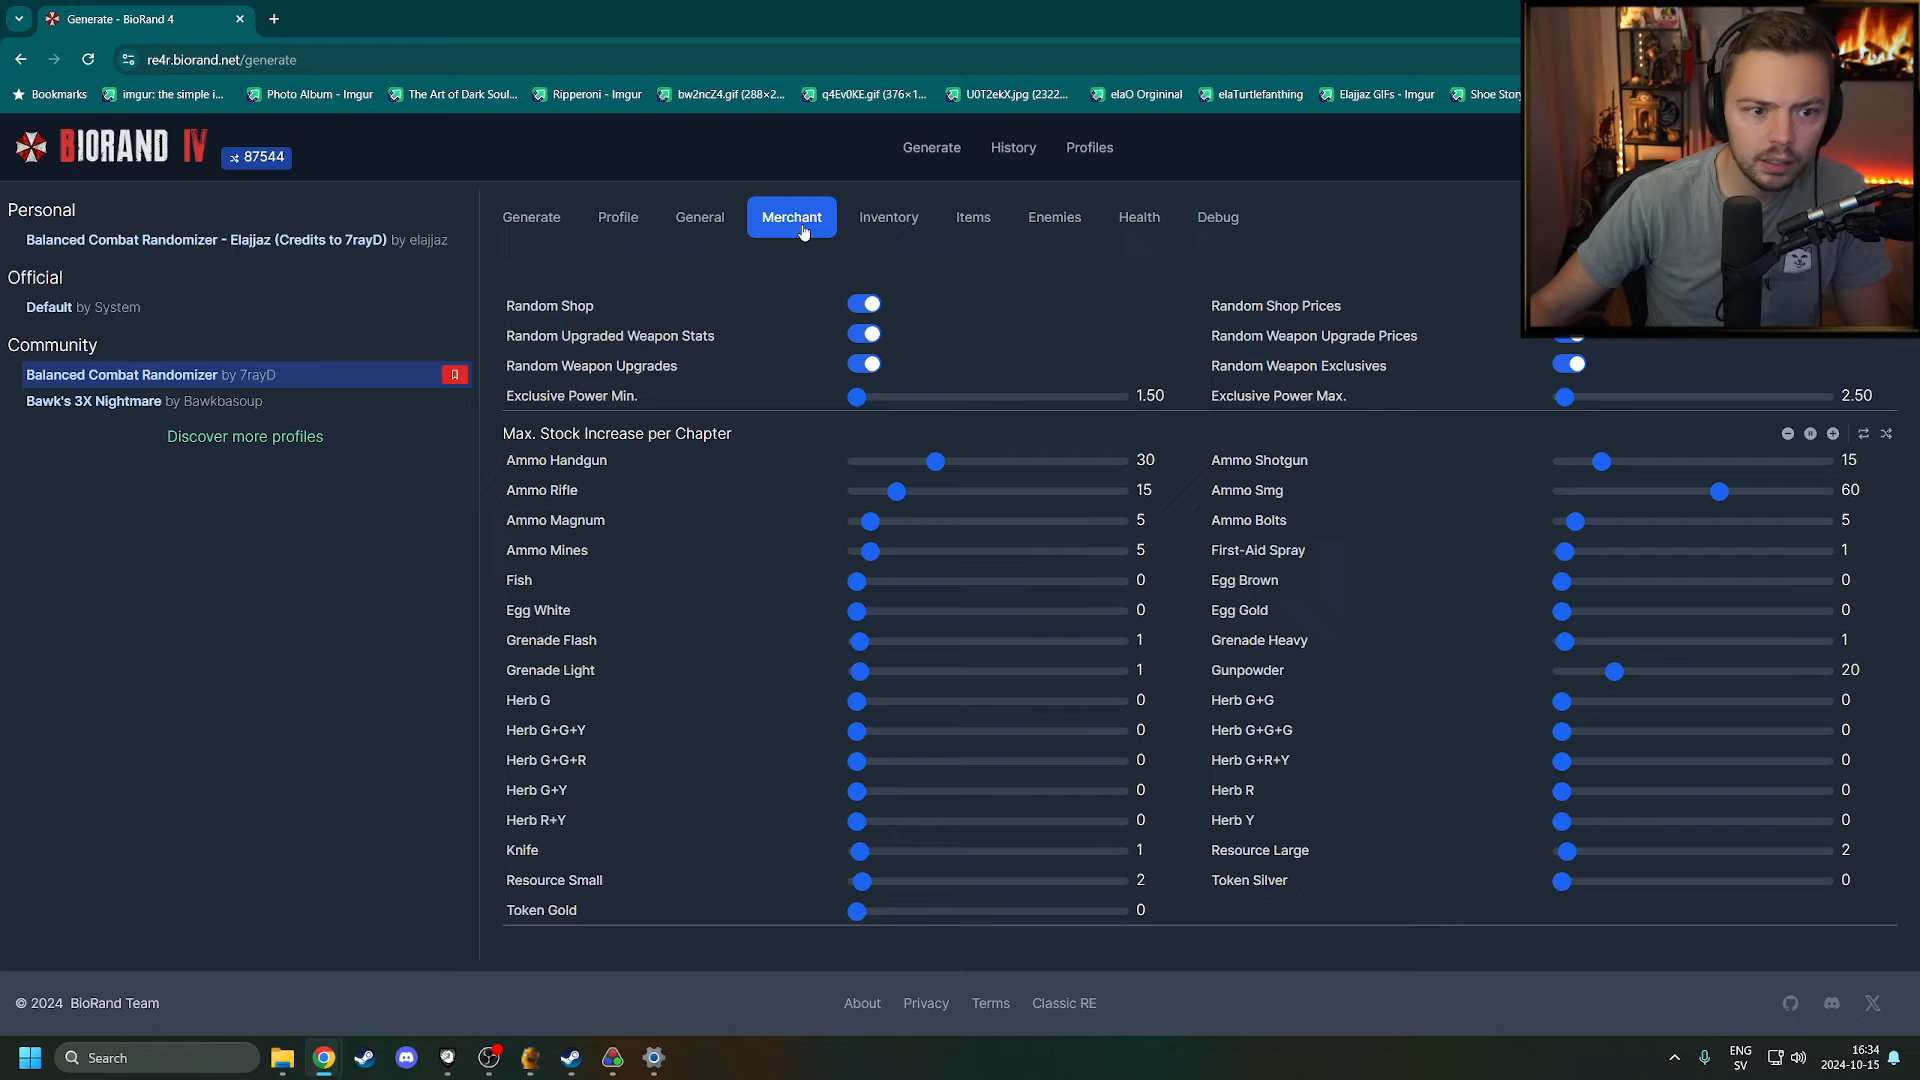 Generate - BioRand 4
re4r.biorand.net/generate
Bookmarks imgur: the simple i... Photo Album - Imgur The Art of Dark Soul... Ripperoni - Imgur bw2ncZ4.gif (288×2... q4Ev0KE.gif (376×1... U0T2ekX.jpg (2322... elaO Orgininal elaTurtlefanthing Elajjaz GIFs - Imgur Shoe Story
BIORAND IV 87544 Generate History Profiles
Personal
Balanced Combat Randomizer - Elajjaz (Credits to 7rayD) by elajjaz
Official
Default by System
Community
Balanced Combat Randomizer by 7rayD
Bawk's 3X Nightmare by Bawkbasoup
Discover more profiles
Generate Profile General Merchant Inventory Items Enemies Health Debug
Random Shop Random Shop Prices
Random Upgraded Weapon Stats Random Weapon Upgrade Prices
Random Weapon Upgrades Random Weapon Exclusives
Exclusive Power Min. 1.50 Exclusive Power Max. 2.50
Max. Stock Increase per Chapter
Ammo Handgun 30 Ammo Shotgun 15
Ammo Rifle 15 Ammo Smg 60
Ammo Magnum 5 Ammo Bolts 5
Ammo Mines 5 First-Aid Spray 1
Fish 0 Egg Brown 0
Egg White 0 Egg Gold 0
Grenade Flash 1 Grenade Heavy 1
Grenade Light 1 Gunpowder 20
Herb G 0 Herb G+G 0
Herb G+G+Y 0 Herb G+G+G 0
Herb G+G+R 0 Herb G+R+Y 0
Herb G+Y 0 Herb R 0
Herb R+Y 0 Herb Y 0
Knife 1 Resource Large 2
Resource Small 2 Token Silver 0
Token Gold 0
© 2024 BioRand Team About Privacy Terms Classic RE
Search ENG 16:34
SV 2024-10-15